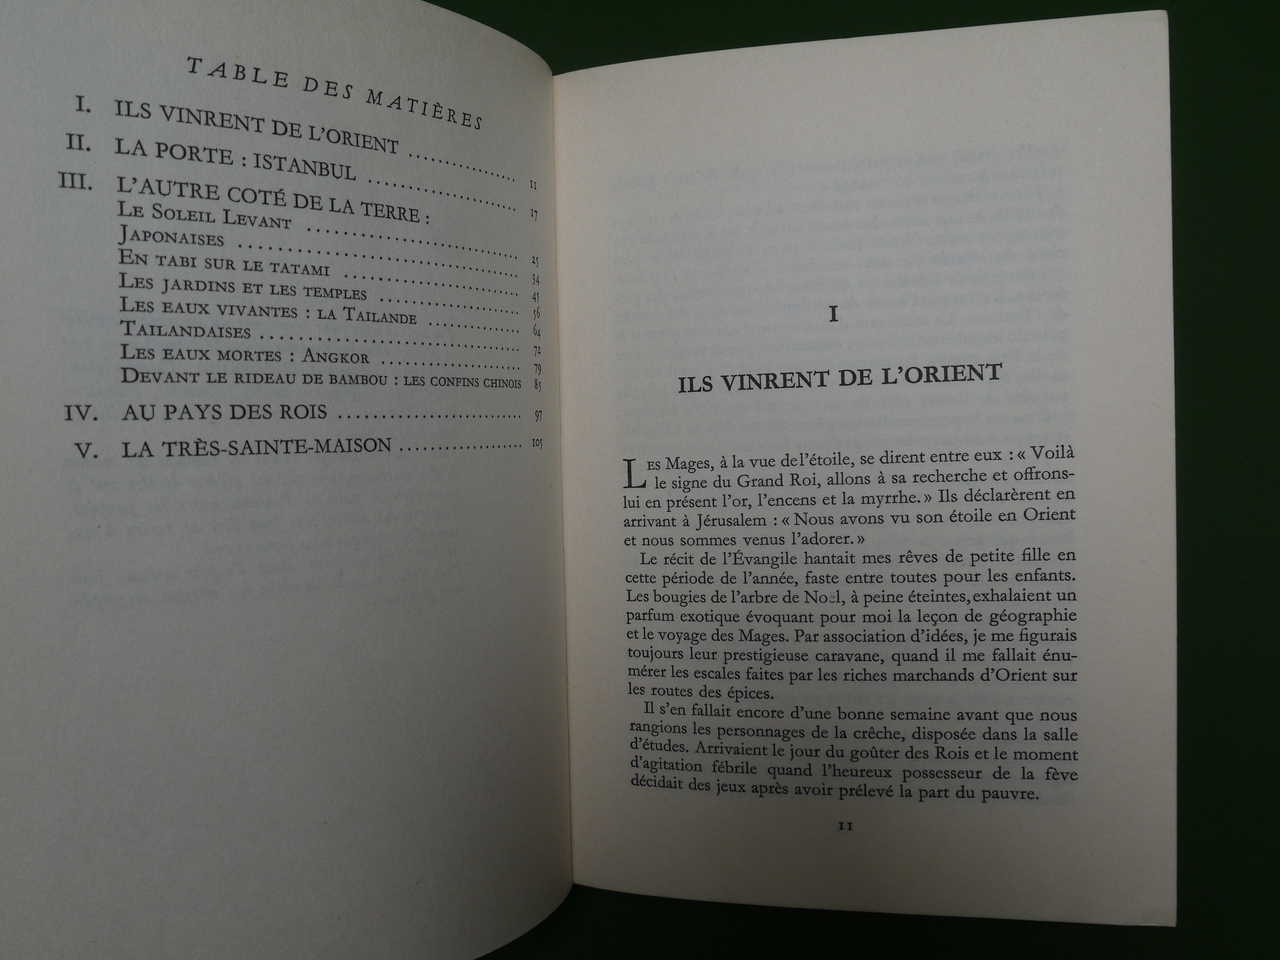 TABLE DES MATIÈRES
I. ILS VINRENT DE L'ORIENT ............... 11
II. LA PORTE : ISTANBUL ............... 17
III. L'AUTRE COTÉ DE LA TERRE :
LE SOLEIL LEVANT ............... 23
JAPONAISES ............... 34
EN TABI SUR LE TATAMI ............... 45
LES JARDINS ET LES TEMPLES ............... 56
LES EAUX VIVANTES : LA TAILANDE ............... 64
TAILANDAISES ............... 72
LES EAUX MORTES : ANGKOR ............... 79
DEVANT LE RIDEAU DE BAMBOU : LES CONFINS CHINOIS 85
IV. AU PAYS DES ROIS ............... 97
V. LA TRÈS-SAINTE-MAISON ............... 105
I
ILS VINRENT DE L'ORIENT
LES Mages, à la vue de l'étoile, se dirent entre eux : « Voilà
le signe du Grand Roi, allons à sa recherche et offrons-
lui en présent l'or, l'encens et la myrrhe. » Ils déclarèrent en
arrivant à Jérusalem : « Nous avons vu son étoile en Orient
et nous sommes venus l'adorer. »
Le récit de l'Évangile hantait mes rêves de petite fille en
cette période de l'année, faste entre toutes pour les enfants.
Les bougies de l'arbre de Noël, à peine éteintes, exhalaient un
parfum exotique évoquant pour moi la leçon de géographie
et le voyage des Mages. Par association d'idées, je me figurais
toujours leur prestigieuse caravane, quand il me fallait énu-
mérer les escales faites par les riches marchands d'Orient sur
les routes des épices.
Il s'en fallait encore d'une bonne semaine avant que nous
rangions les personnages de la crêche, disposée dans la salle
d'études. Arrivaient le jour du goûter des Rois et le moment
d'agitation fébrile quand l'heureux possesseur de la fève
décidait des jeux après avoir prélevé la part du pauvre.
11